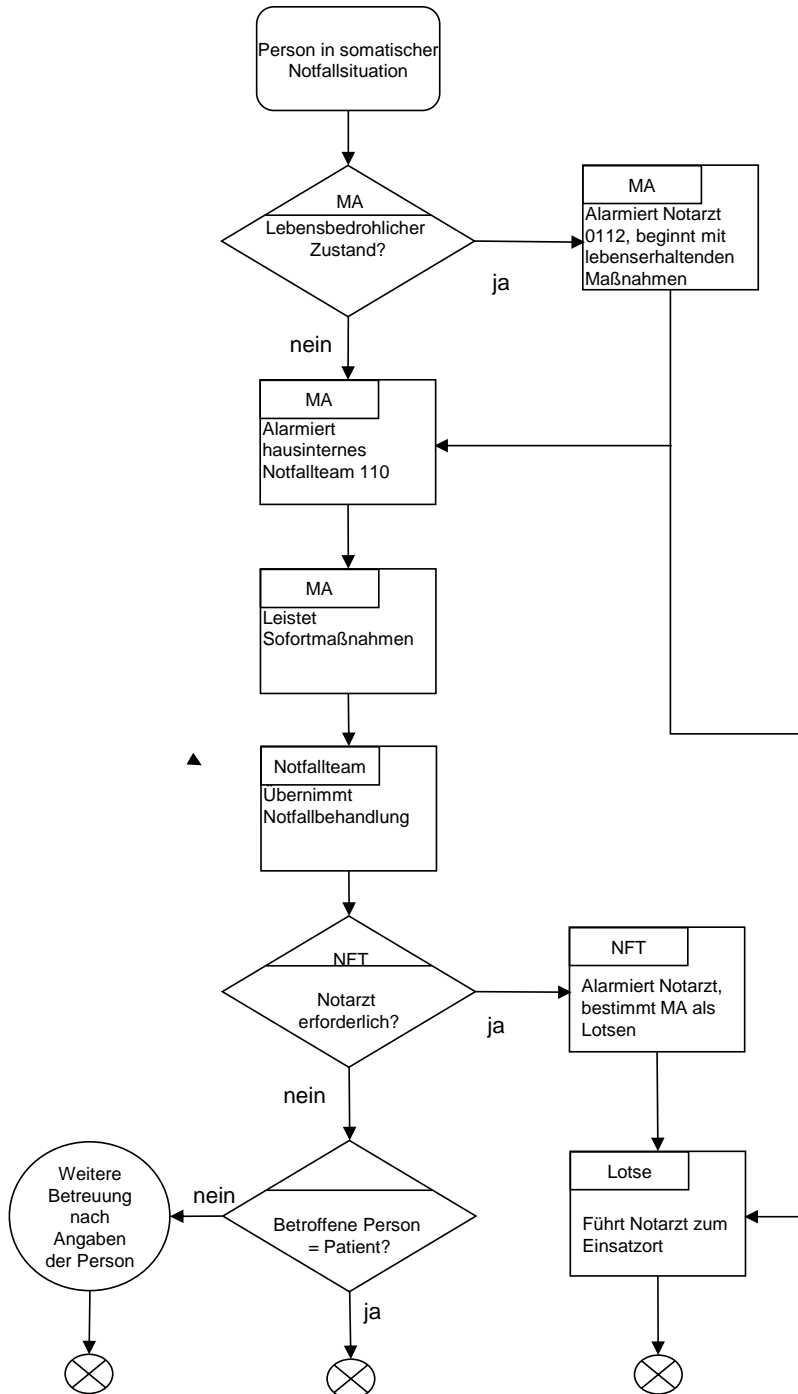 Person in somatischer
Notfallsituation
MA
Lebensbedrohlicher
Zustand?
ja
nein
MA
Alarmiert Notarzt
0112, beginnt mit
lebenserhaltenden
Maßnahmen
MA
Alarmiert
hausinternes
Notfallteam 110
MA
Leistet
Sofortmaßnahmen
Notfallteam
Übernimmt
Notfallbehandlung
NFT
Notarzt
erforderlich?
ja
nein
NFT
Alarmiert Notarzt,
bestimmt MA als
Lotsen
Lotse
Führt Notarzt zum
Einsatzort
Betroffene Person
= Patient?
nein
ja
Weitere
Betreuung
nach
Angaben
der Person